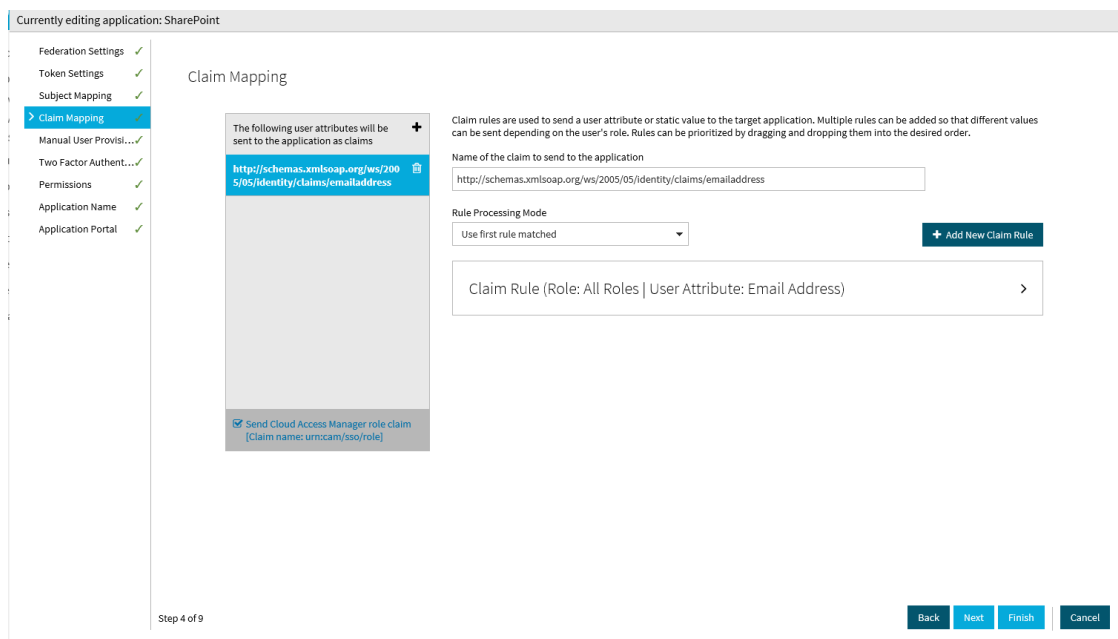 Currently editing application: SharePoint
Federation Settings
Token Settings
Subject Mapping
Claim Mapping
Manual User Provisi...
Two Factor Authent...
Permissions
Application Name
Application Portal
Claim Mapping
The following user attributes will be
sent to the application as claims
http://schemas.xmlsoap.org/ws/200
5/05/identity/claims/emailaddress
Send Cloud Access Manager role claim
[Claim name: urn:cam/sso/role]
Claim rules are used to send a user attribute or static value to the target application. Multiple rules can be added so that different values
can be sent depending on the user's role. Rules can be prioritized by dragging and dropping them into the desired order.
Name of the claim to send to the application
http://schemas.xmlsoap.org/ws/2005/05/identity/claims/emailaddress
Rule Processing Mode
Use first rule matched
Add New Claim Rule
Claim Rule (Role: All Roles | User Attribute: Email Address)
Step 4 of 9
Back
Next
Finish
Cancel